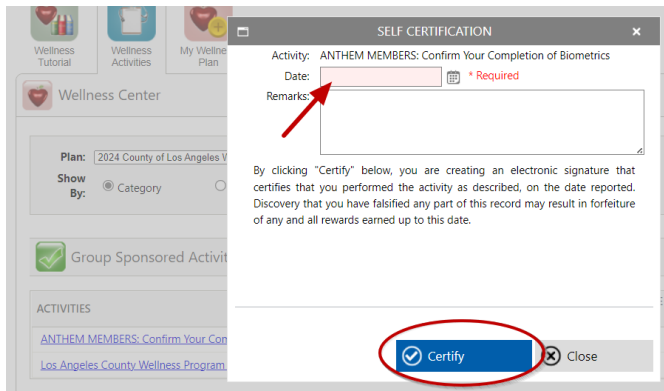 Wellness
Tutorial
Wellness
Activities
My Wellne
Plan
Wellness Center
Plan: 2024 County of Los Angeles W
Show
By:
Category
Group Sponsored Activit
ACTIVITIES
ANTHEM MEMBERS: Confirm Your Con
Los Angeles County Wellness Program
SELF CERTIFICATION
Activity: ANTHEM MEMBERS: Confirm Your Completion of Biometrics
Date: * Required
Remarks:
By clicking "Certify" below, you are creating an electronic signature that
certifies that you performed the activity as described, on the date reported.
Discovery that you have falsified any part of this record may result in forfeiture
of any and all rewards earned up to this date.
Certify
Close